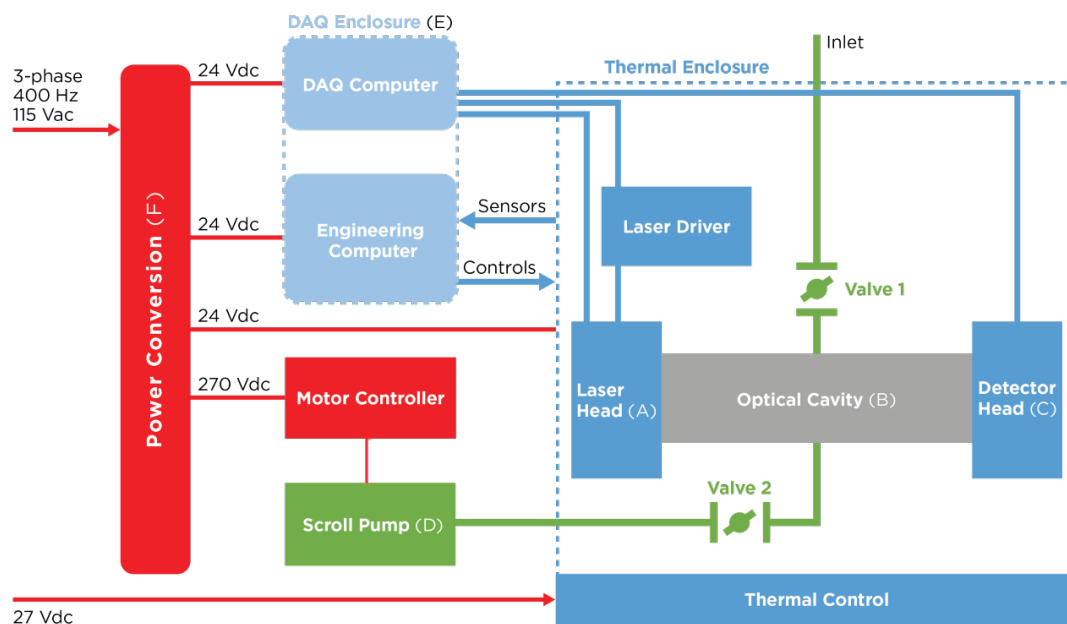 DAQ Enclosure (E)
Inlet
3-phase
400 Hz
115 Vac
24 Vdc
DAQ Computer
Thermal Enclosure
Power Conversion (F)
24 Vdc
Engineering
Computer
Sensors
Controls
Laser Driver
Valve 1
24 Vdc
270 Vdc
Motor Controller
Laser
Head (A)
Optical Cavity (B)
Detector
Head (C)
Scroll Pump (D)
Valve 2
27 Vdc
Thermal Control